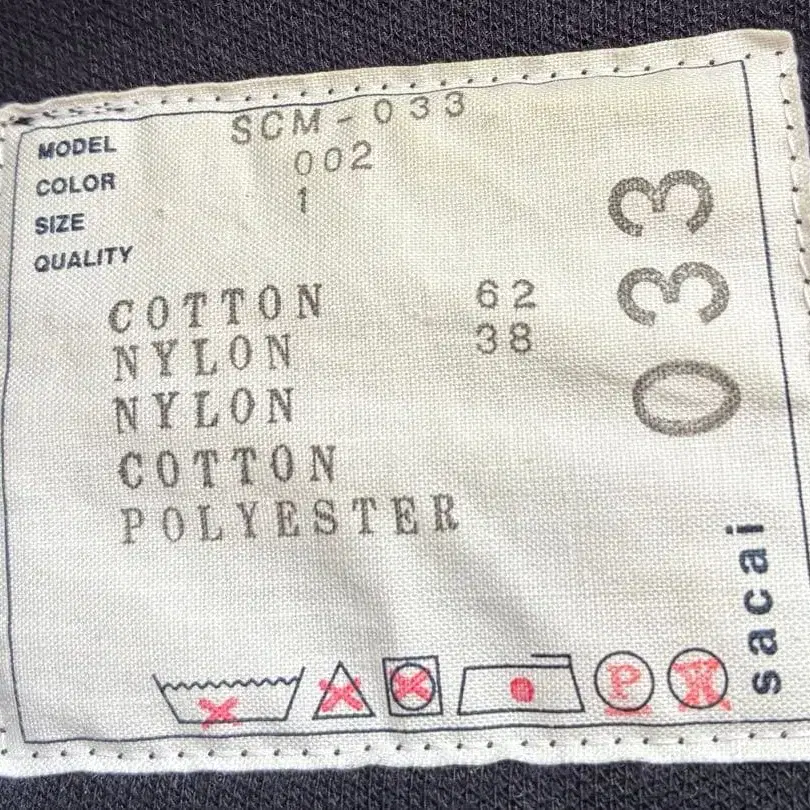 MODEL SCM-033
COLOR 002
SIZE 1
QUALITY
COTTON 62
NYLON 38
NYLON
COTTON
POLYESTER
033
sacai
P
W